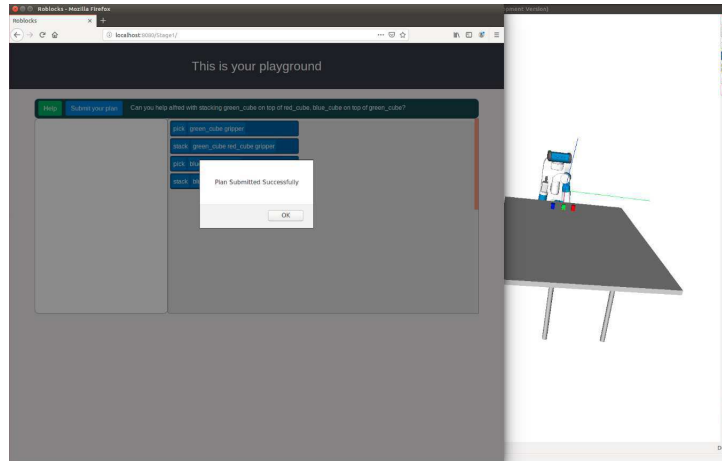 Roblocks - Mozilla Firefox
Roblocks
localhost:8080/Stage1/
This is your playground
Help
Submit your plan
Can you help alfred with stacking green_cube on top of red_cube, blue_cube on top of green_cube?
pick green_cube gripper
stack green_cube red_cube gripper
pick
stack
Plan Submitted Successfully
OK